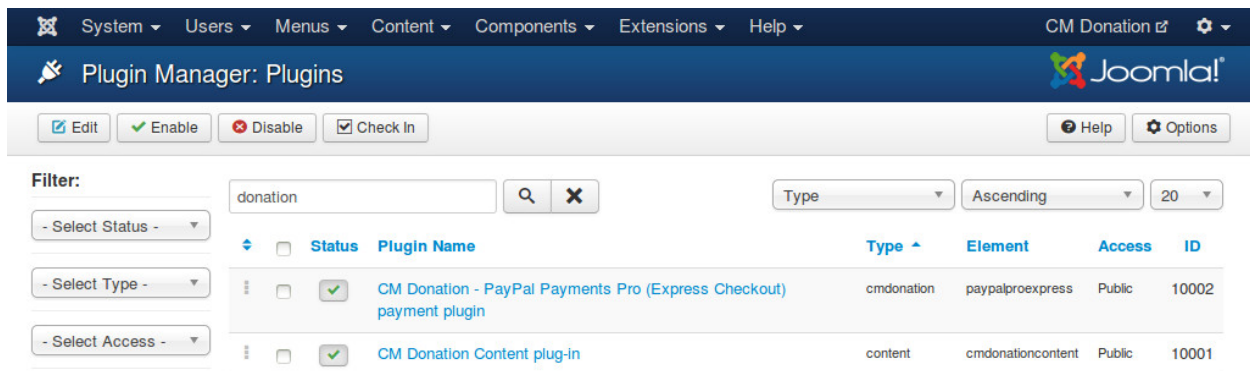 System Users Menus Content Components Extensions Help CM Donation
Plugin Manager: Plugins Joomla!®
Edit Enable Disable Check In Help Options
Filter:
donation Type Ascending 20
- Select Status -
Status Plugin Name Type Element Access ID
- Select Type -
CM Donation - PayPal Payments Pro (Express Checkout) cmdonation paypalproexpress Public 10002
payment plugin
- Select Access -
CM Donation Content plug-in content cmdonationcontent Public 10001